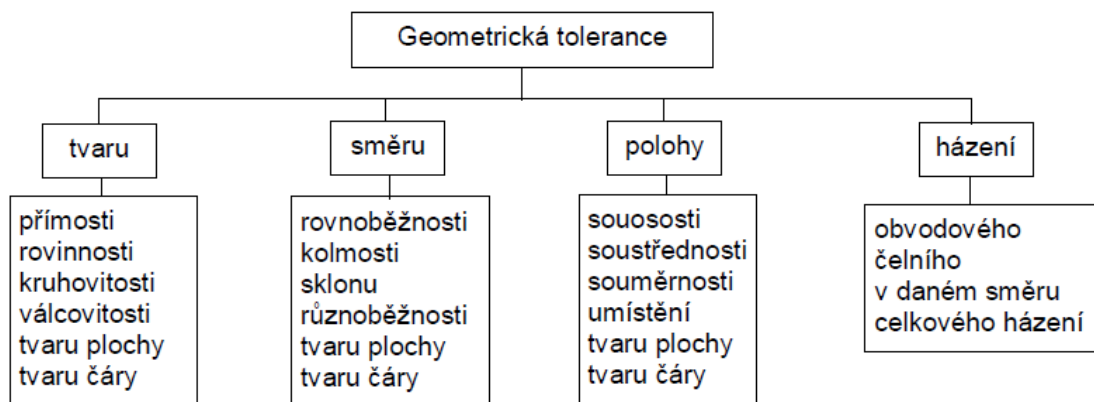 Geometrická tolerance
tvaru
směru
polohy
házení
přímosti
rovinnosti
kruhovitosti
válcovitosti
tvaru plochy
tvaru čáry
rovnoběžnosti
kolmosti
sklonu
různoběžnosti
tvaru plochy
tvaru čáry
souososti
soustřednosti
souměrnosti
umístění
tvaru plochy
tvaru čáry
obvodového
čelního
v daném směru
celkového házení